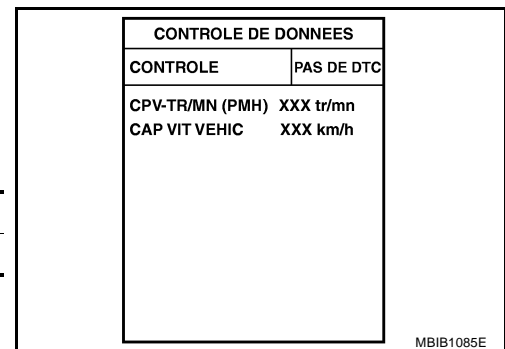 CONTROLE DE DONNEES
CONTROLE PAS DE DTC
CPV-TR/MN (PMH) XXX tr/mn
CAP VIT VEHIC XXX km/h
MBIB1085E